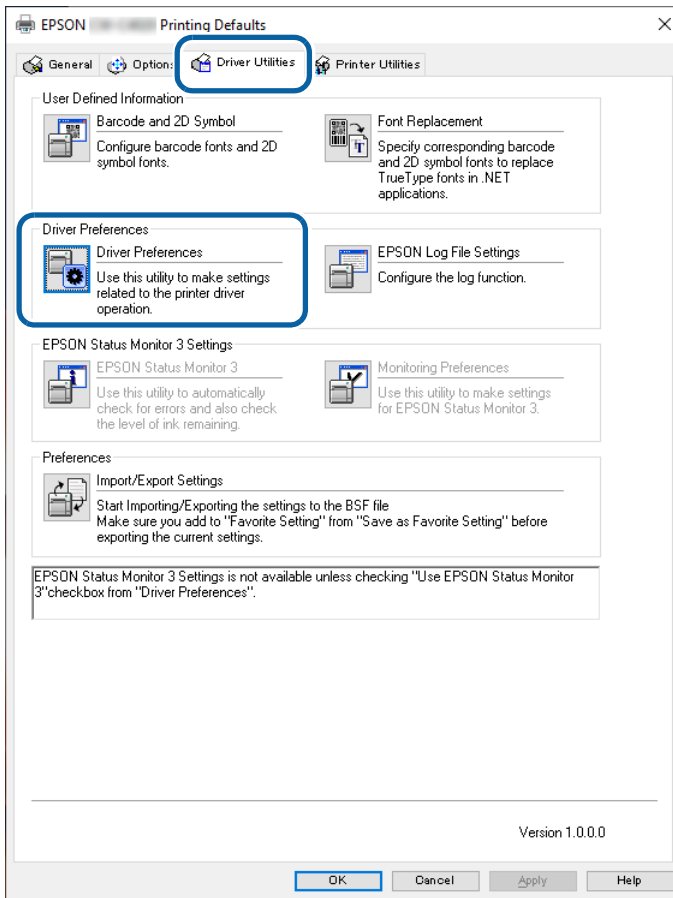 EPSON Printing Defaults
General Options Driver Utilities Printer Utilities
User Defined Information
Barcode and 2D Symbol
Configure barcode fonts and 2D
symbol fonts.
Font Replacement
Specify corresponding barcode
and 2D symbol fonts to replace
TrueType fonts in .NET
applications.
Driver Preferences
Driver Preferences
Use this utility to make settings
related to the printer driver
operation.
EPSON Log File Settings
Configure the log function.
EPSON Status Monitor 3 Settings
EPSON Status Monitor 3
Use this utility to automatically
check for errors and also check
the level of ink remaining.
Monitoring Preferences
Use this utility to make settings
for EPSON Status Monitor 3.
Preferences
Import/Export Settings
Start Importing/Exporting the settings to the BSF file
Make sure you add to "Favorite Setting" from "Save as Favorite Setting" before
exporting the current settings.
EPSON Status Monitor 3 Settings is not available unless checking "Use EPSON Status Monitor
3"checkbox from "Driver Preferences".
Version 1.0.0.0
OK Cancel Apply Help